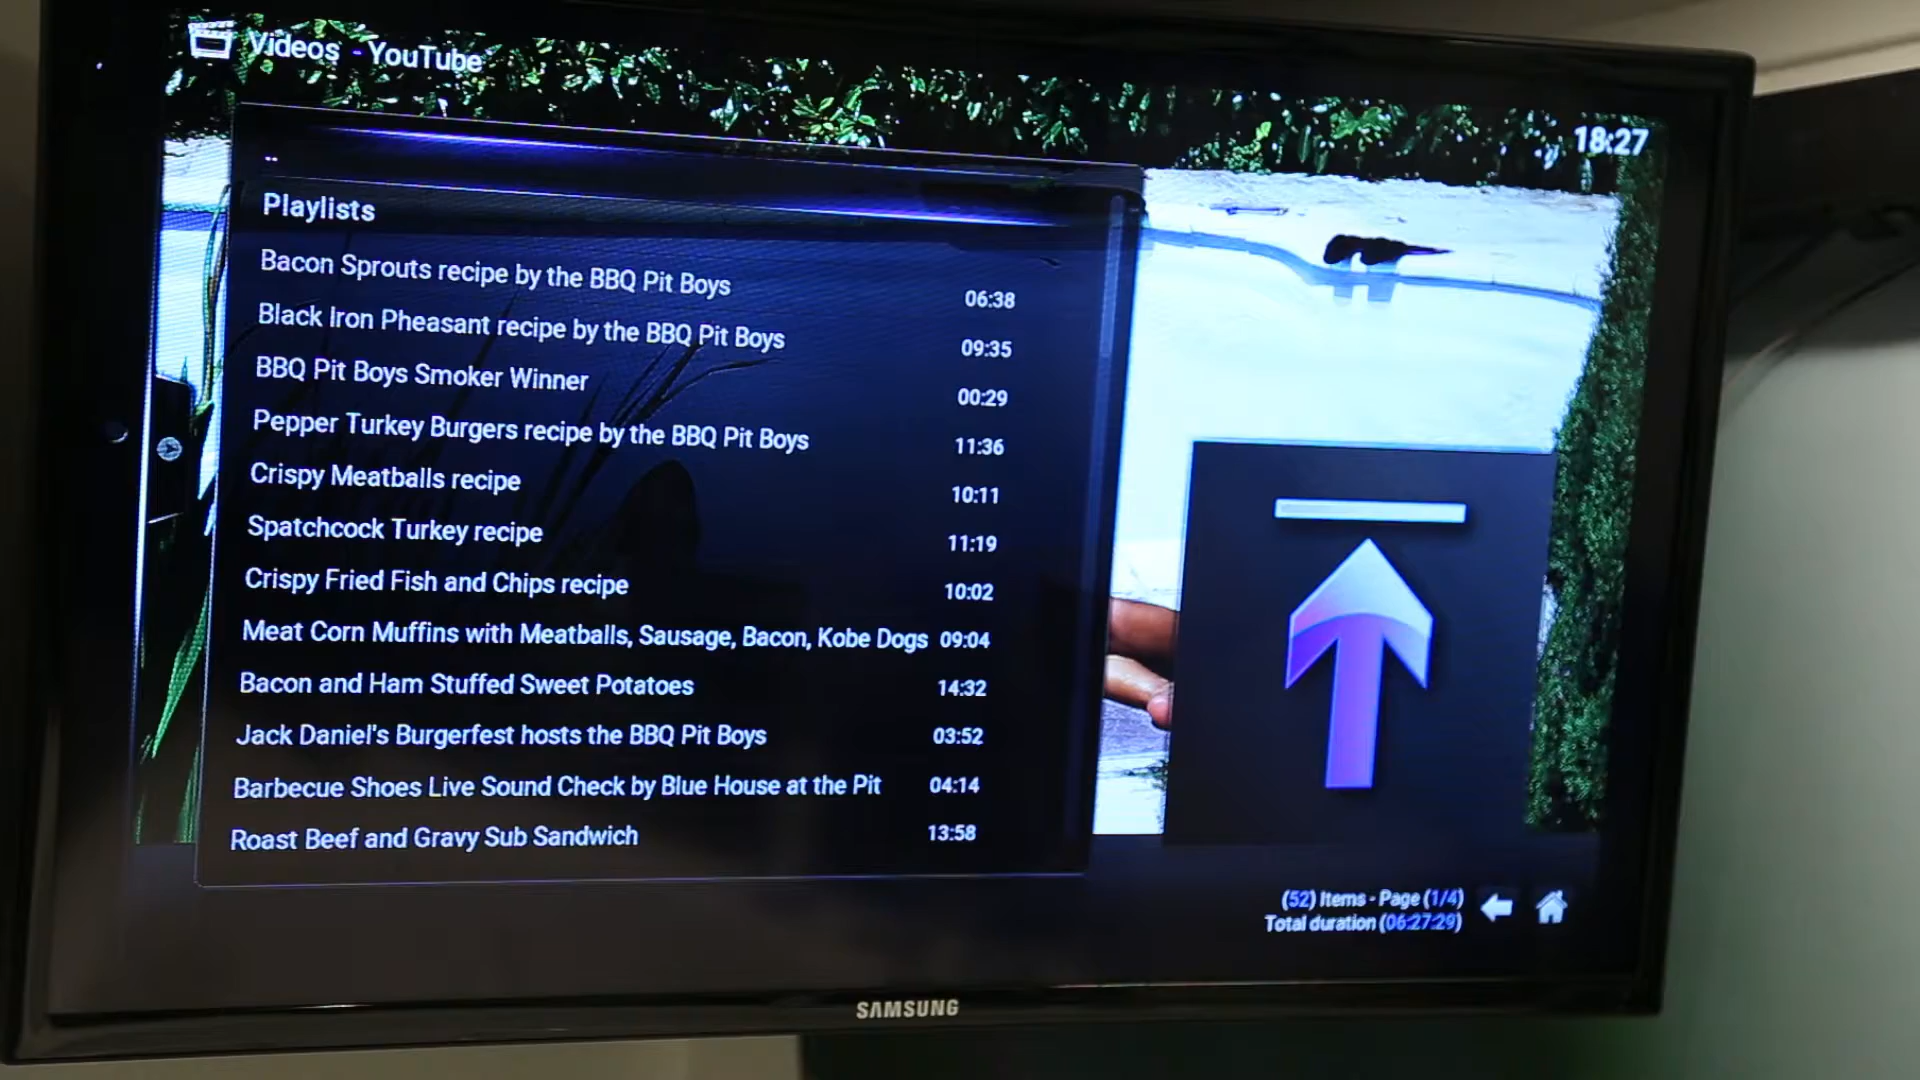 Videos - YouTube
18:27
..
Playlists
Bacon Sprouts recipe by the BBQ Pit Boys 06:38
Black Iron Pheasant recipe by the BBQ Pit Boys 09:35
BBQ Pit Boys Smoker Winner 00:29
Pepper Turkey Burgers recipe by the BBQ Pit Boys 11:36
Crispy Meatballs recipe 10:11
Spatchcock Turkey recipe 11:19
Crispy Fried Fish and Chips recipe 10:02
Meat Corn Muffins with Meatballs, Sausage, Bacon, Kobe Dogs 09:04
Bacon and Ham Stuffed Sweet Potatoes 14:32
Jack Daniel's Burgerfest hosts the BBQ Pit Boys 03:52
Barbecue Shoes Live Sound Check by Blue House at the Pit 04:14
Roast Beef and Gravy Sub Sandwich 13:58
(52) Items - Page (1/4)
Total duration (06:27:29)
SAMSUNG